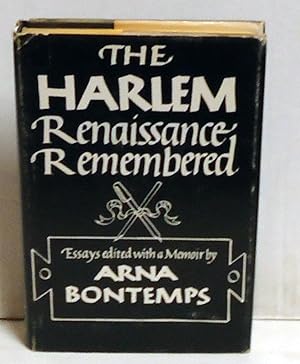 THE
HARLEM
Renaissance
Remembered
Essays edited with a Memoir by
ARNA
BONTEMPS